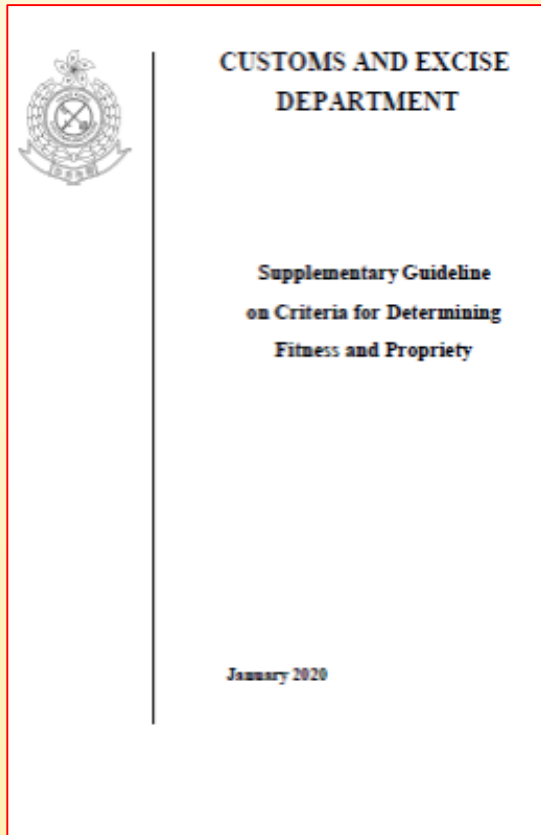 CUSTOMS AND EXCISE
DEPARTMENT
Supplementary Guideline
on Criteria for Determining
Fitness and Propriety
January 2020